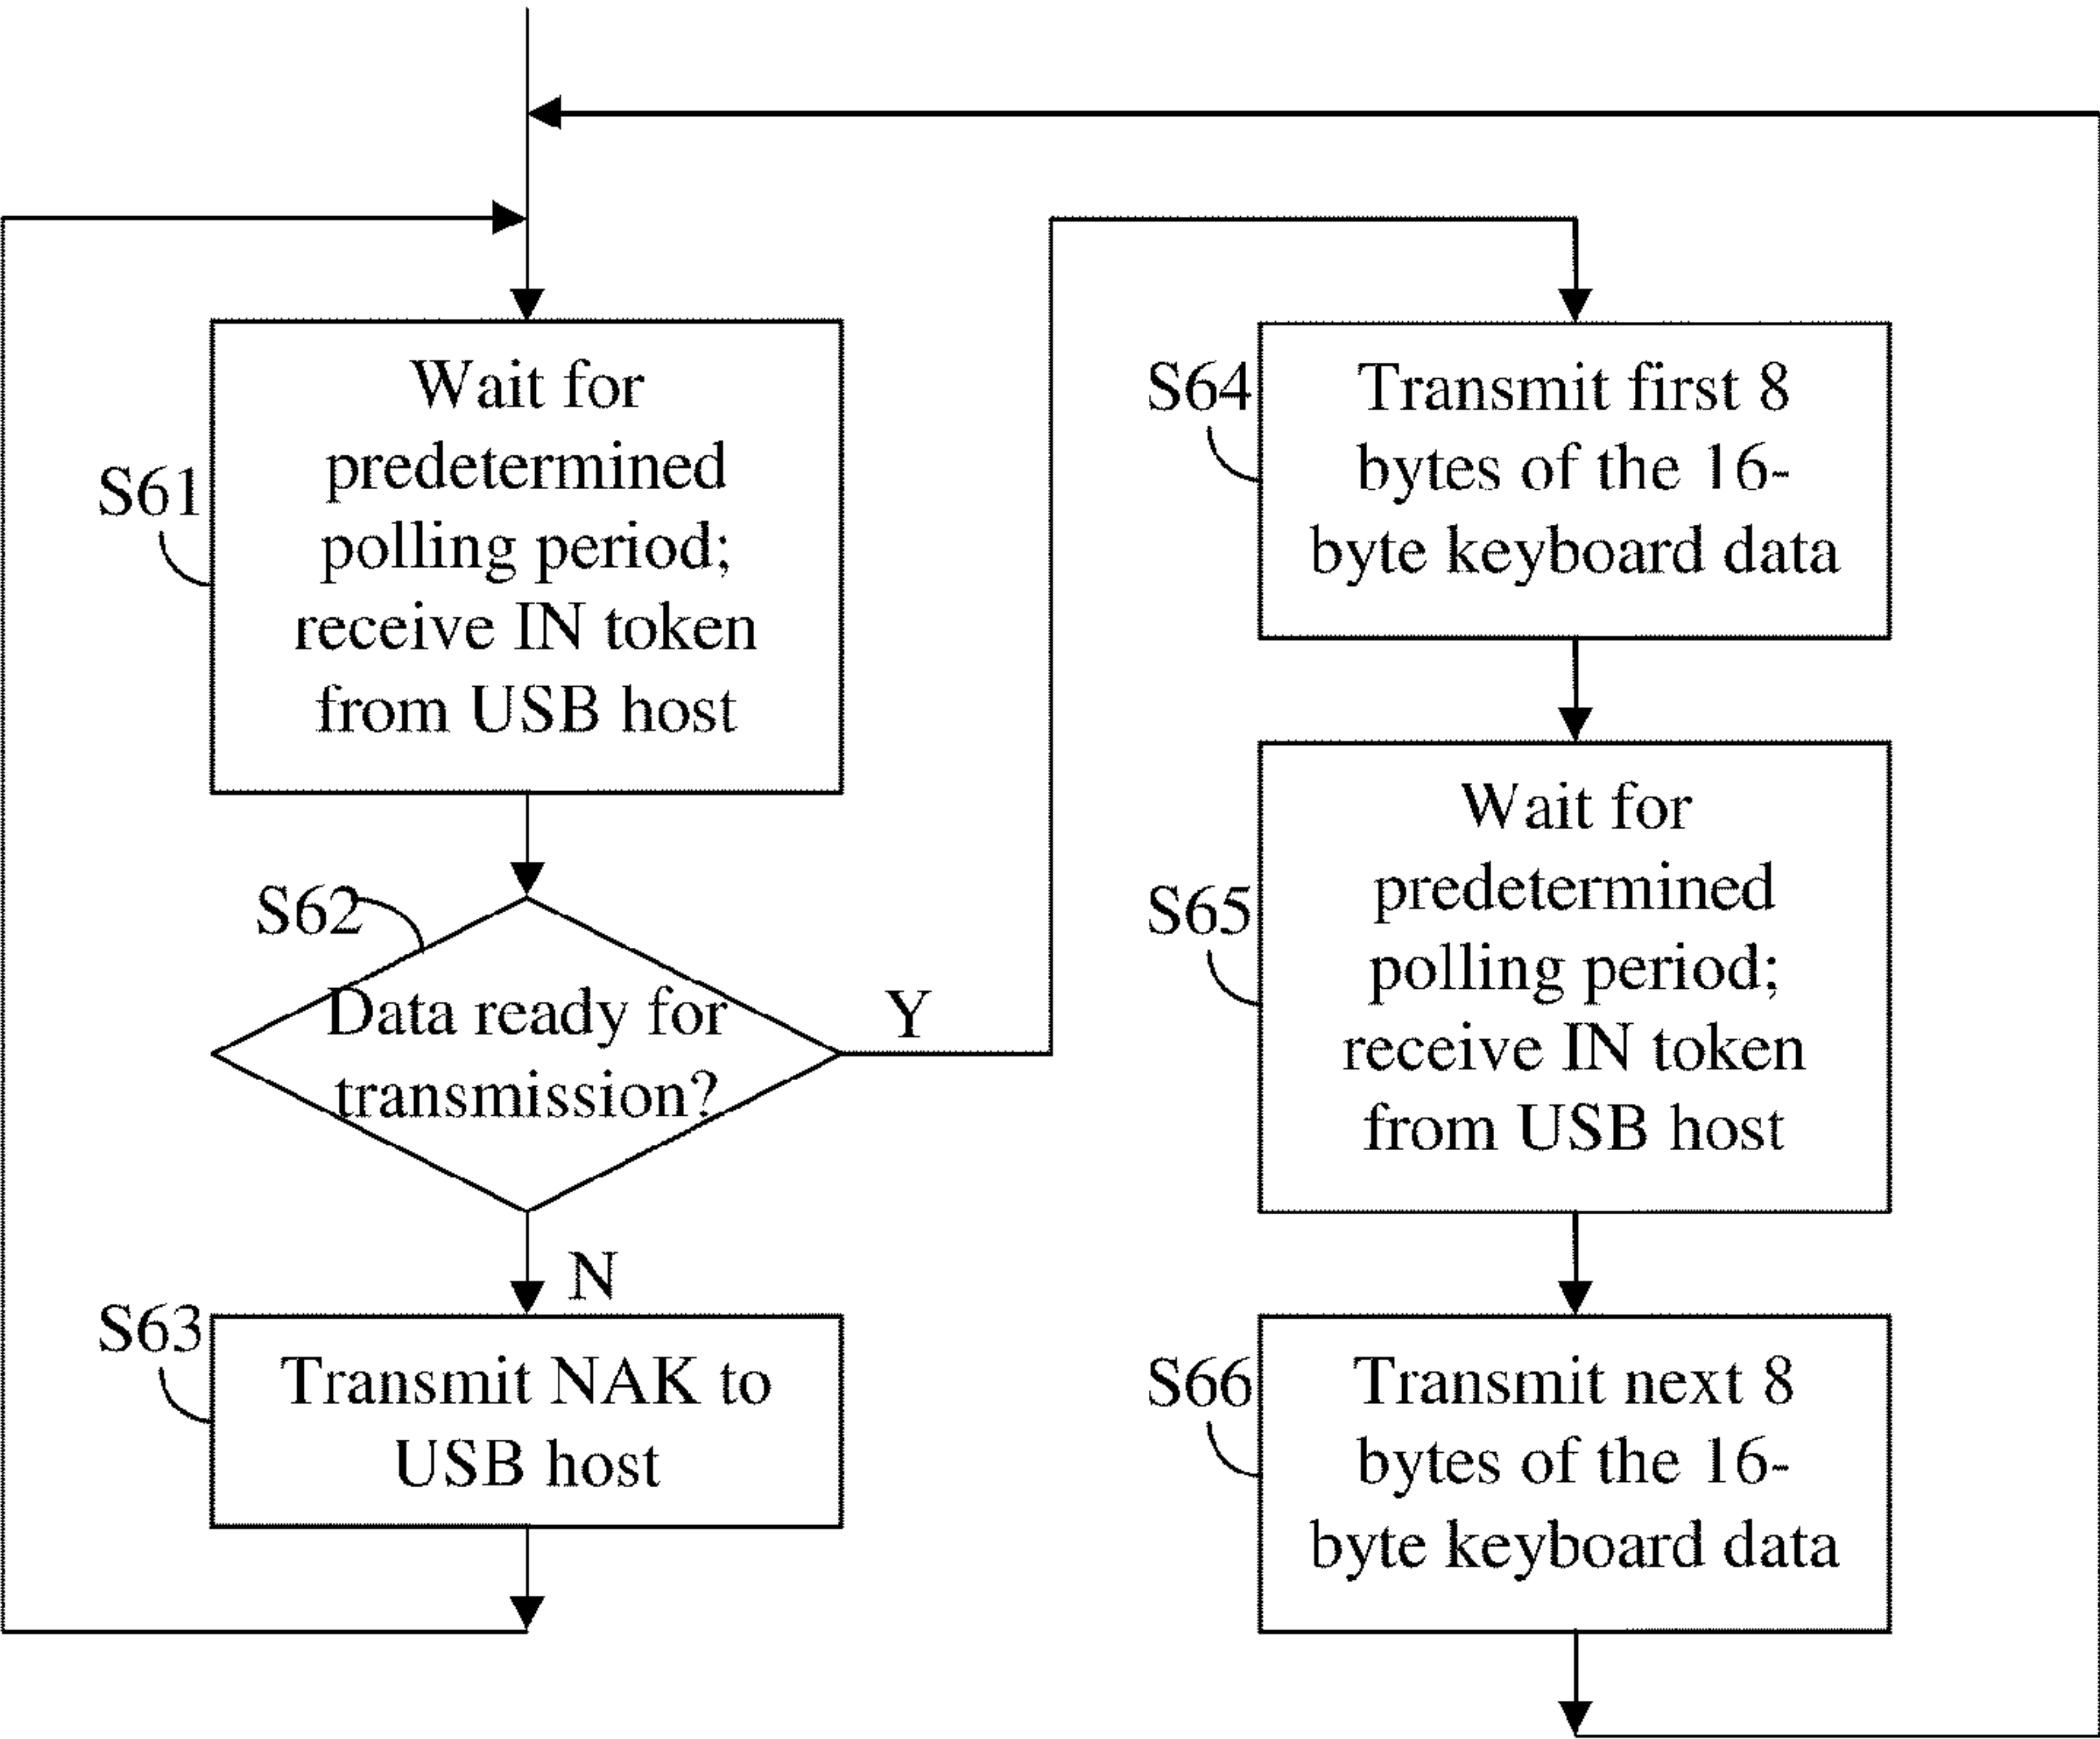 S61
Wait for
predetermined
polling period;
receive IN token
from USB host
S62
Data ready for
transmission?
Y
N
S63
Transmit NAK to
USB host
S64
Transmit first 8
bytes of the 16-
byte keyboard data
S65
Wait for
predetermined
polling period;
receive IN token
from USB host
S66
Transmit next 8
bytes of the 16-
byte keyboard data